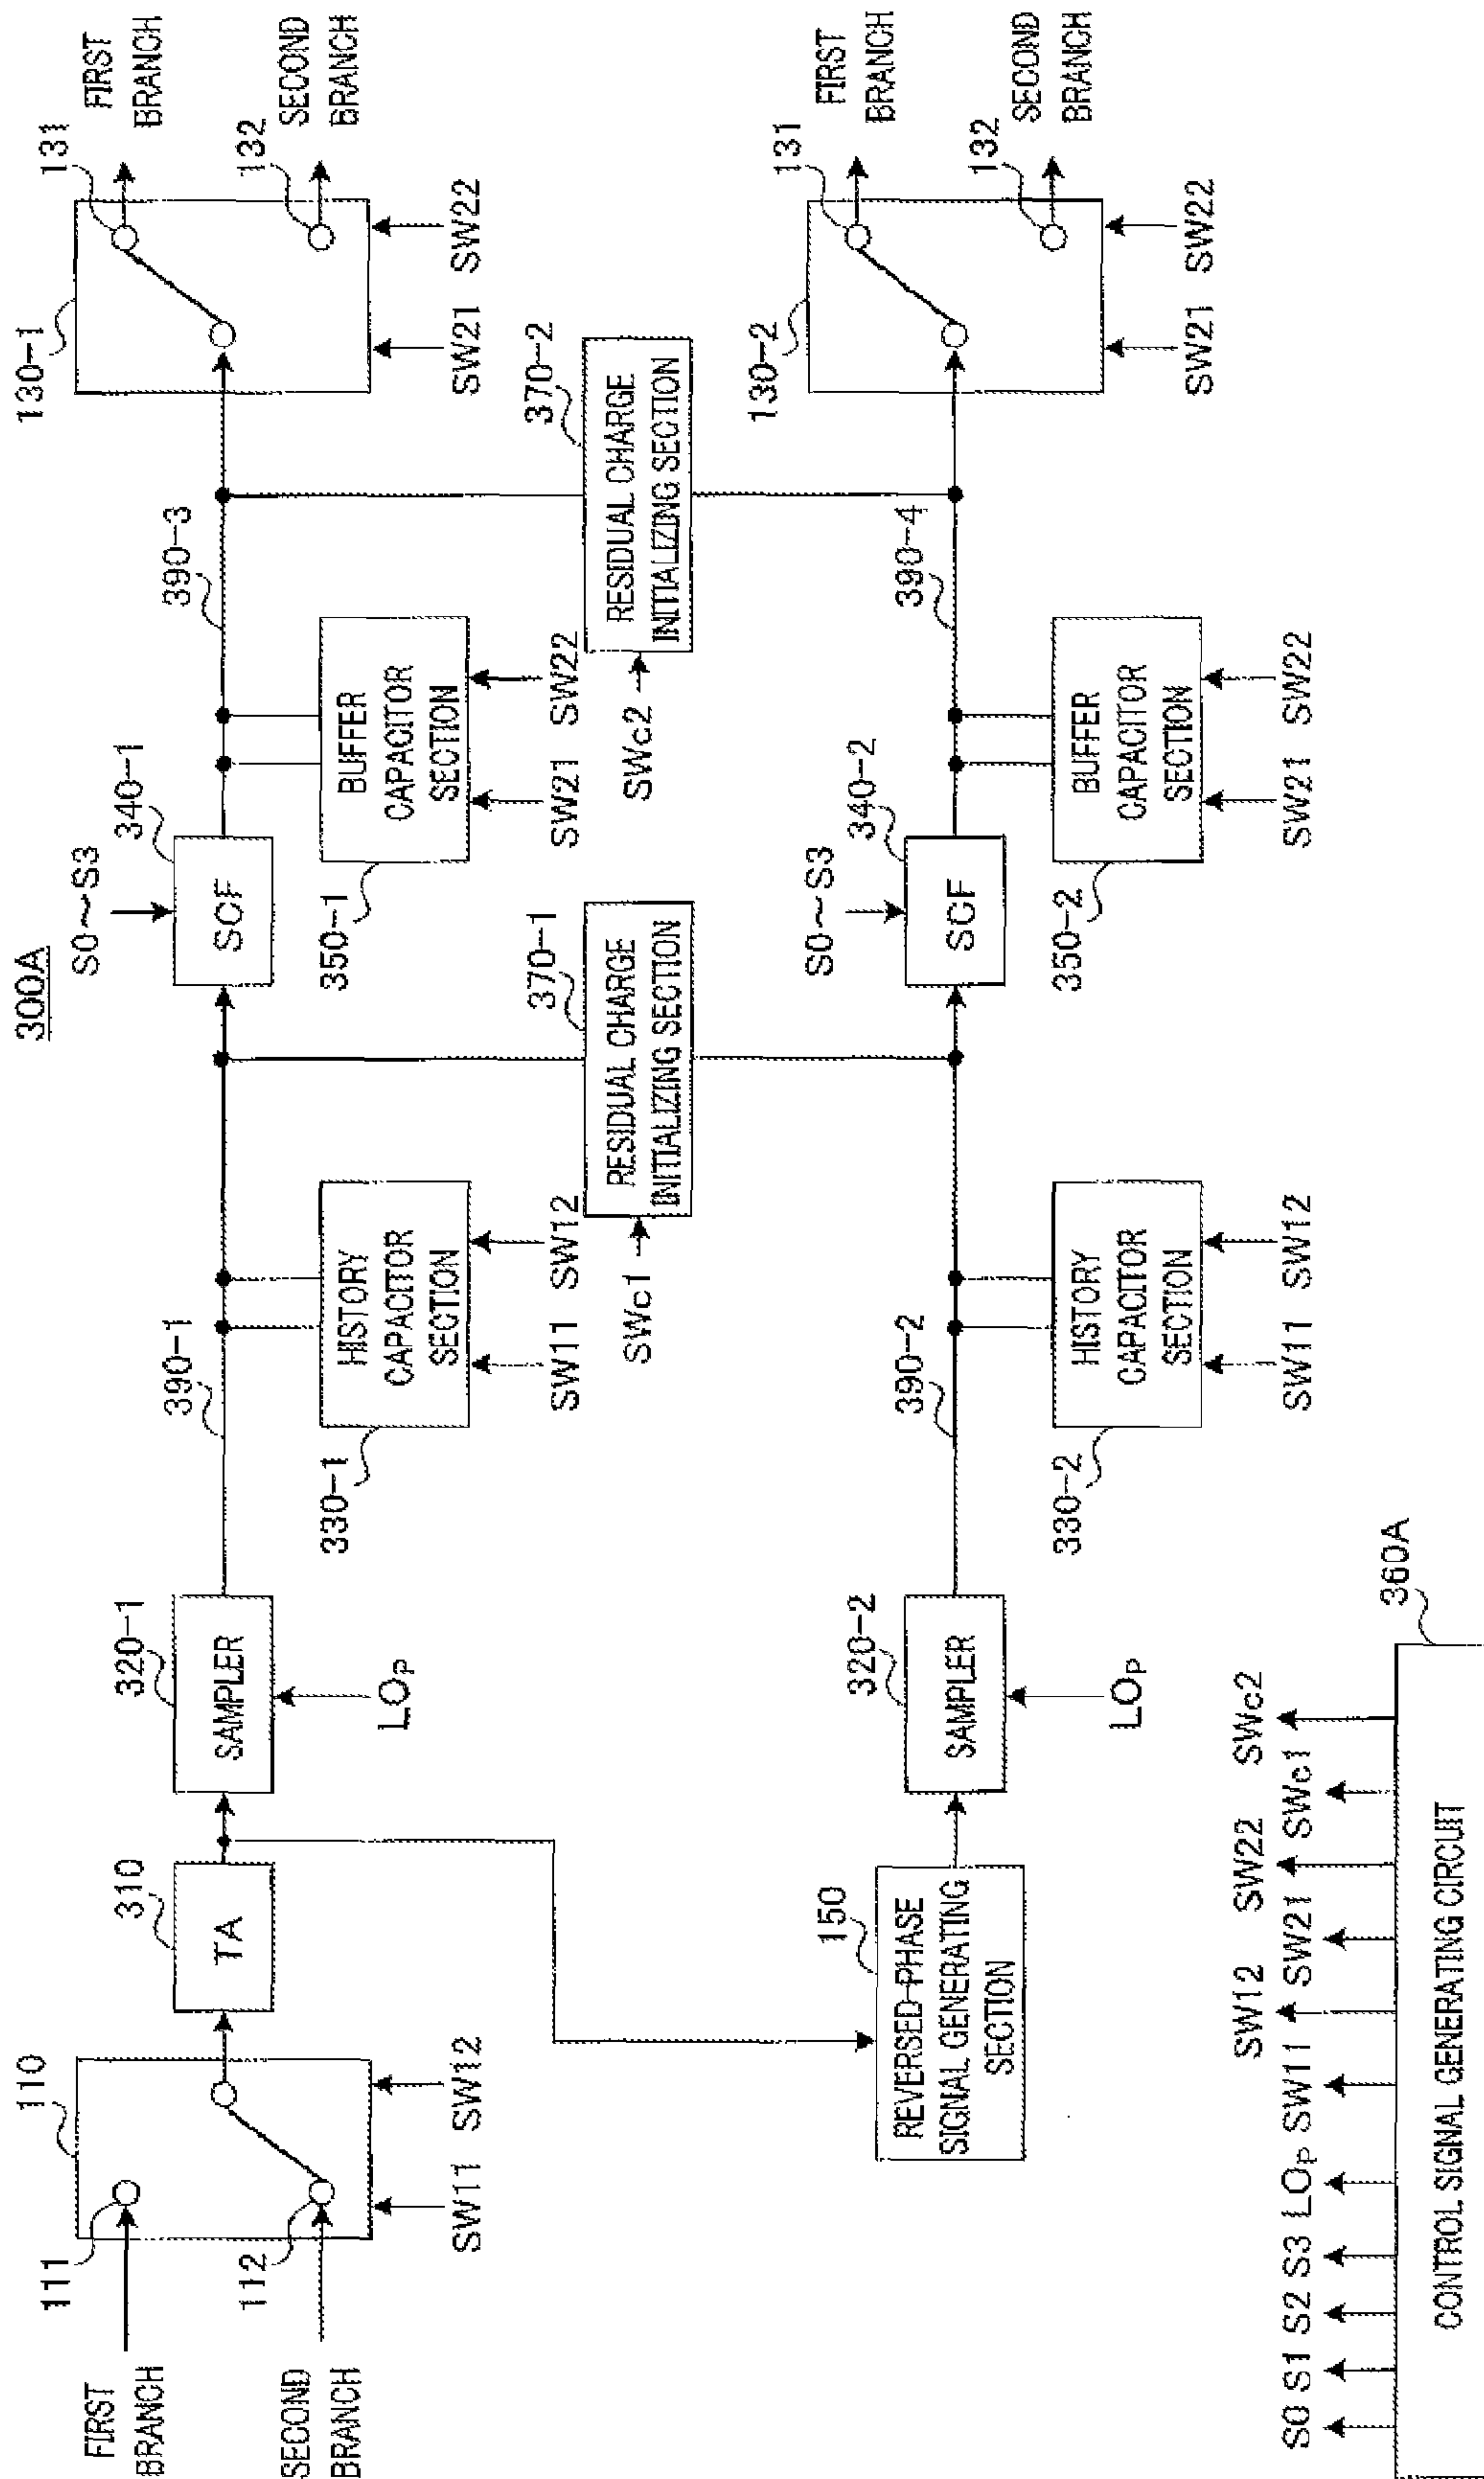 300A
FIRST
BRANCH
111
SECOND
BRANCH
112
110
SW11
SW12
TA
310
SAMPLER
320-1
LOP
390-1
HISTORY
CAPACITOR
SECTION
330-1
SW11
SW12
S0~S3
SCF
340-1
390-3
BUFFER
CAPACITOR
SECTION
350-1
SW21
SW22
130-1
131
FIRST
BRANCH
132
SECOND
BRANCH
SW21
SW22
RESIDUAL CHARGE
INITIALIZING SECTION
370-1
SWc1
RESIDUAL CHARGE
INITIALIZING SECTION
370-2
SWc2
REVERSED-PHASE
SIGNAL GENERATING
SECTION
150
SAMPLER
320-2
LOP
390-2
HISTORY
CAPACITOR
SECTION
330-2
SW11
SW12
S0~S3
SCF
340-2
390-4
BUFFER
CAPACITOR
SECTION
350-2
SW21
SW22
130-2
131
FIRST
BRANCH
132
SECOND
BRANCH
SW21
SW22
S0
S1
S2
S3
LOP
SW11
SW12
SW21
SW22
SWc1
SWc2
CONTROL SIGNAL GENERATING CIRCUIT
360A